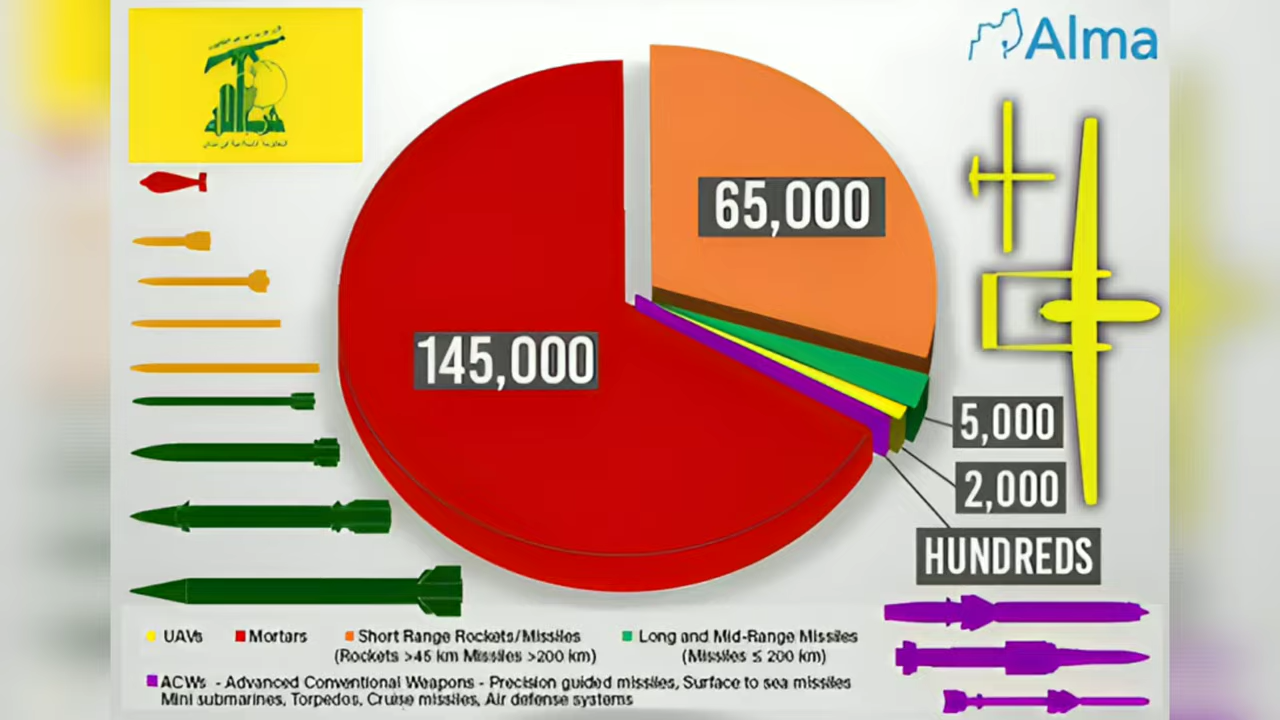 Alma
65,000
145,000
5,000
2,000
HUNDREDS
UAVs
Mortars
Short Range Rockets/Missiles
(Rockets >45 km Missiles >200 km)
Long and Mid-Range Missiles
(Missiles ≤ 200 km)
ACWs - Advanced Conventional Weapons - Precision guided missiles, Surface to sea missiles
Mini submarines, Torpedos, Cruise missiles, Air defense systems